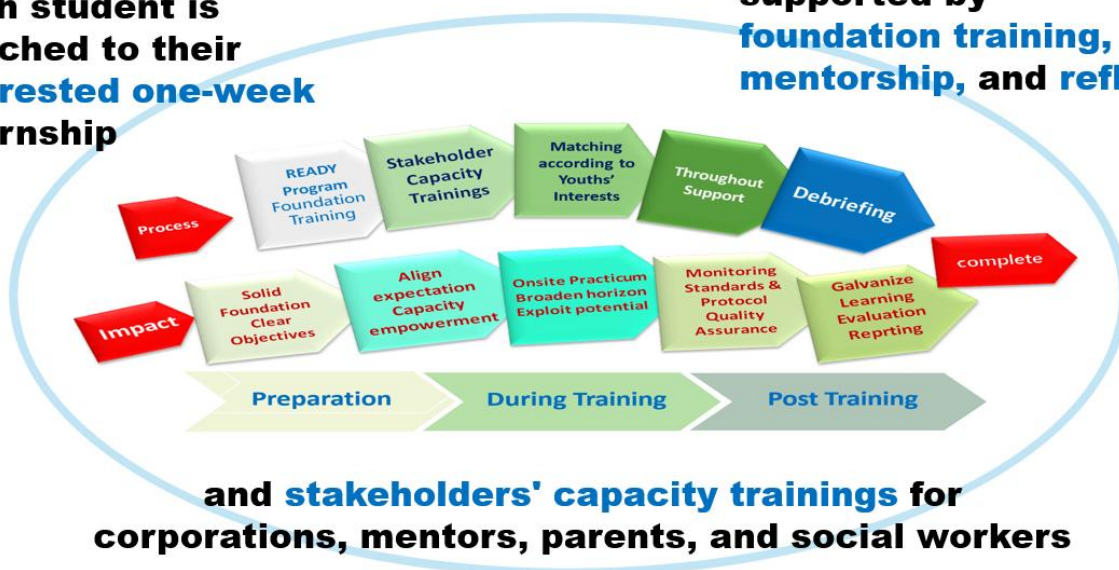 n student is
ched to their
rested one-week
rnship
supported by
foundation training,
mentorship, and refl
READY
Program
Foundation
Training
Stakeholder
Capacity
Trainings
Matching
according to
Youths'
Interests
Throughout
Support
Debriefing
Process
complete
Impact
Solid
Foundation
Clear
Objectives
Align
expectation
Capacity
empowerment
Onsite Practicum
Broaden horizon
Exploit potential
Monitoring
Standards &
Protocol
Quality
Assurance
Galvanize
Learning
Evaluation
Reprting
Preparation
During Training
Post Training
and stakeholders' capacity trainings for
corporations, mentors, parents, and social workers